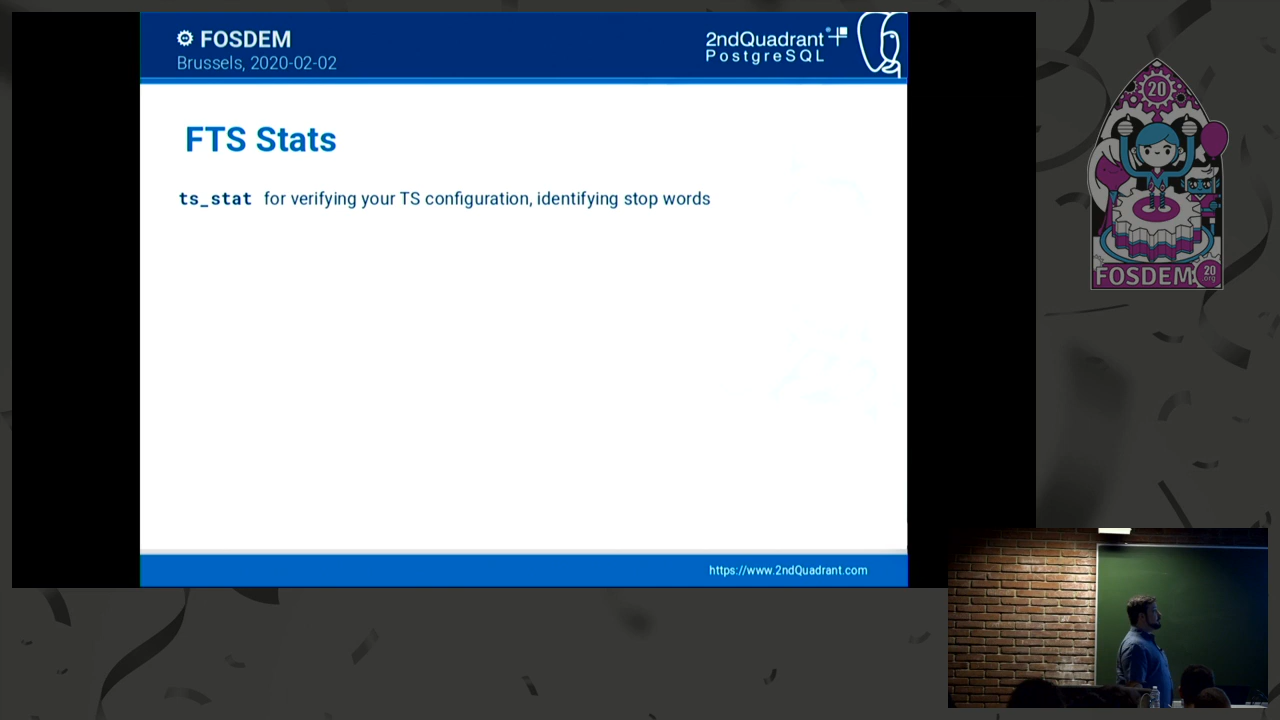 FOSDEM
Brussels, 2020-02-02
2ndQuadrant
PostgreSQL
FTS Stats
ts_stat for verifying your TS configuration, identifying stop words
https://www.2ndQuadrant.com
20
FOSDEM
20
.org